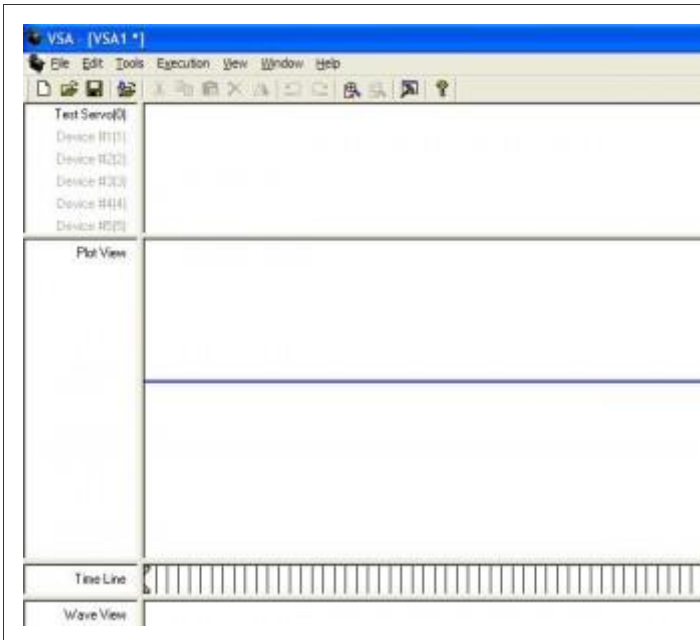 VSA - [VSA1 *]
File Edit Tools Execution View Window Help
Test Servo(0)
Device #1(1)
Device #2(2)
Device #3(3)
Device #4(4)
Device #5(5)
Plot View
Time Line
Wave View